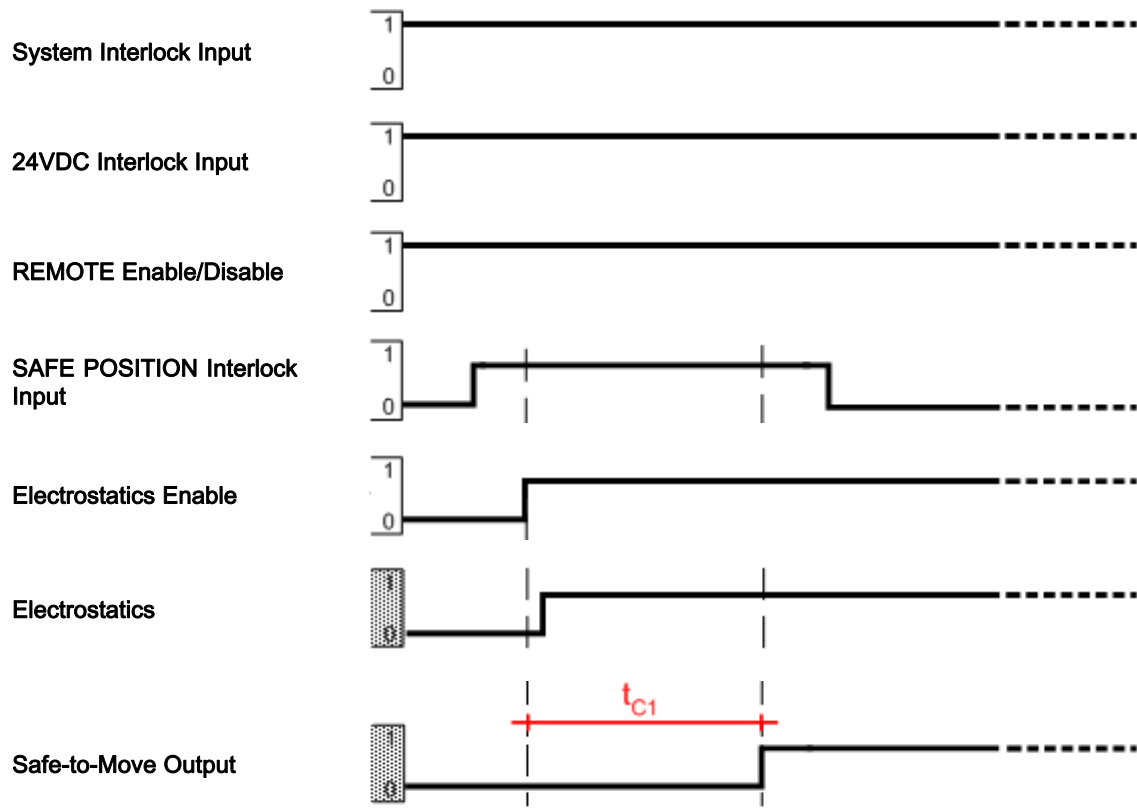 System Interlock Input
1
0
24VDC Interlock Input
1
0
REMOTE Enable/Disable
1
0
SAFE POSITION Interlock
Input
1
0
Electrostatics Enable
1
0
Electrostatics
1
0
tC1
Safe-to-Move Output
1
0